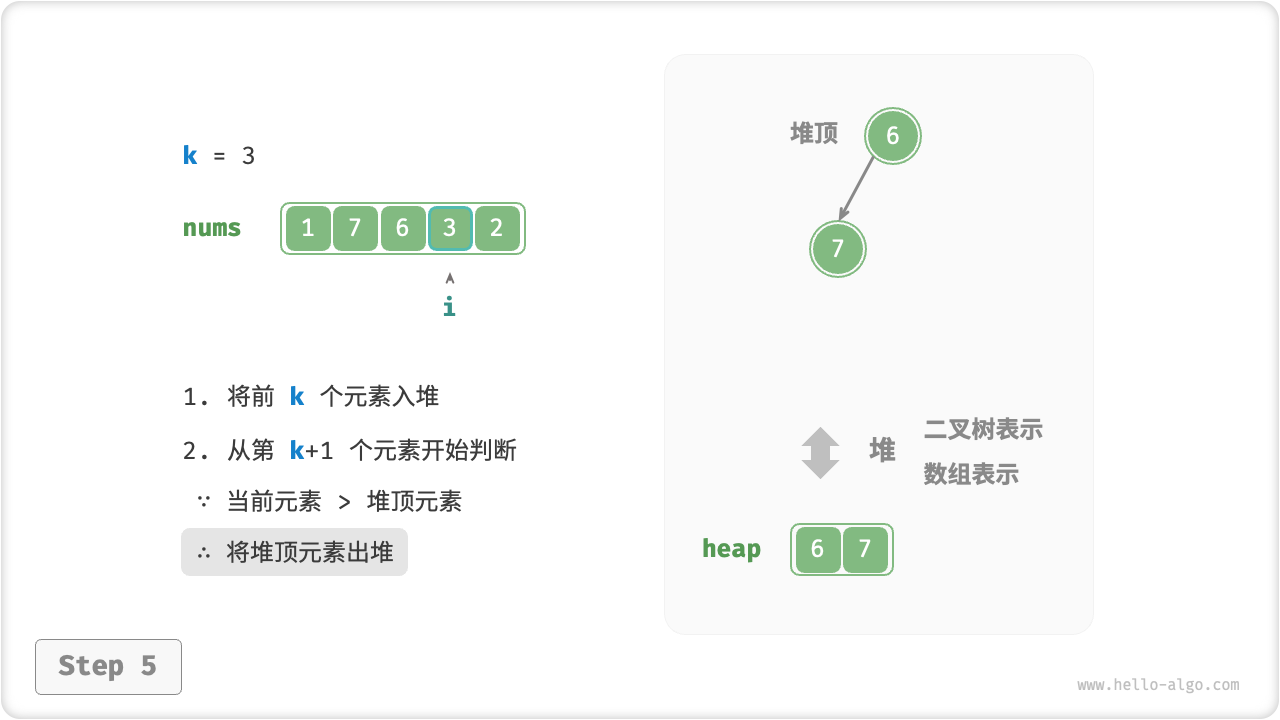 k = 3
nums 1 7 6 3 2
i
1. 将前 k 个元素入堆
2. 从第 k+1 个元素开始判断
∵ 当前元素 > 堆顶元素
∴ 将堆顶元素出堆
Step 5
堆顶 6
7
堆 二叉树表示
数组表示
heap 6 7
www.hello-algo.com